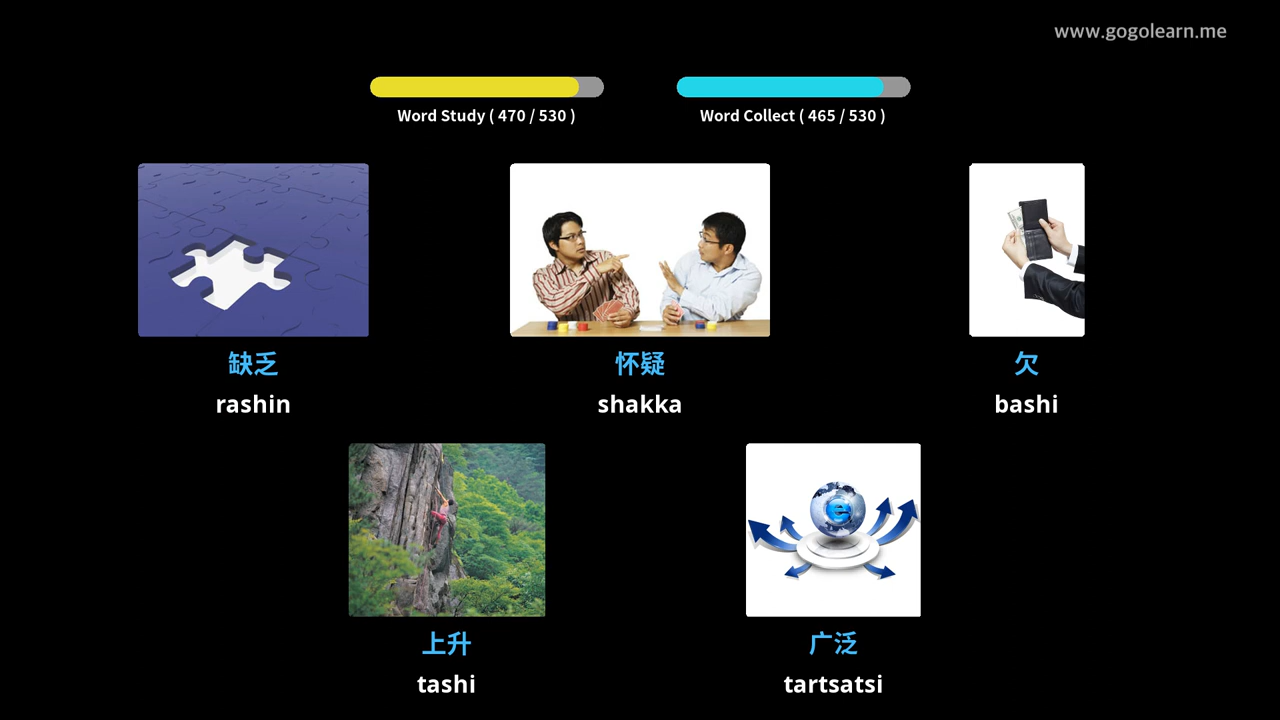 www.gogolearn.me
Word Study ( 470 / 530 )
Word Collect ( 465 / 530 )
缺乏
rashin
怀疑
shakka
欠
bashi
上升
tashi
广泛
tartsatsi